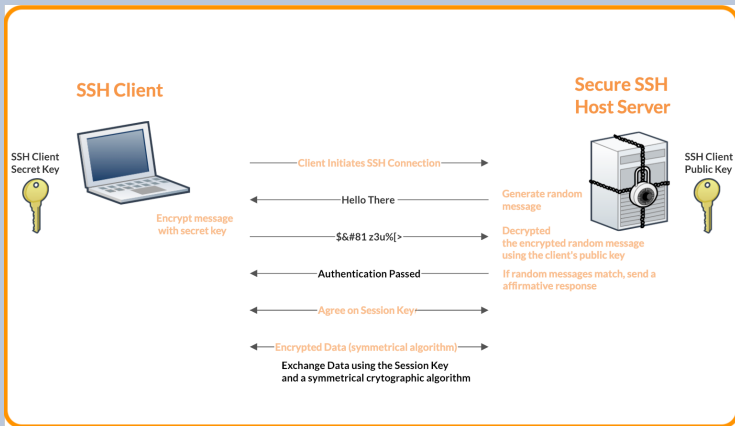 SSH Client
Secure SSH
Host Server
SSH Client
Secret Key
SSH Client
Public Key
Client Initiates SSH Connection
Hello There
Generate random
message
Encrypt message
with secret key
$&#81 z3u%[>
Decrypted
the encrypted random message
using the client's public key
Authentication Passed
If random messages match, send a
affirmative response
Agree on Session Key
Encrypted Data (symmetrical algorithm)
Exchange Data using the Session Key
and a symmetrical crytographic algorithm